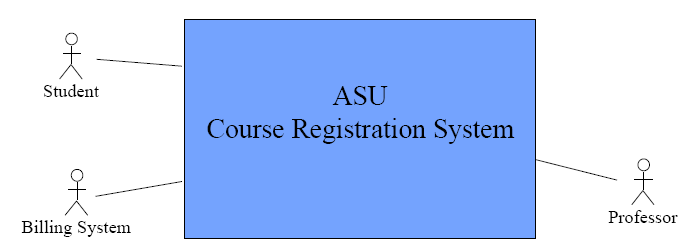 Student
ASU
Course Registration System
Billing System
Professor